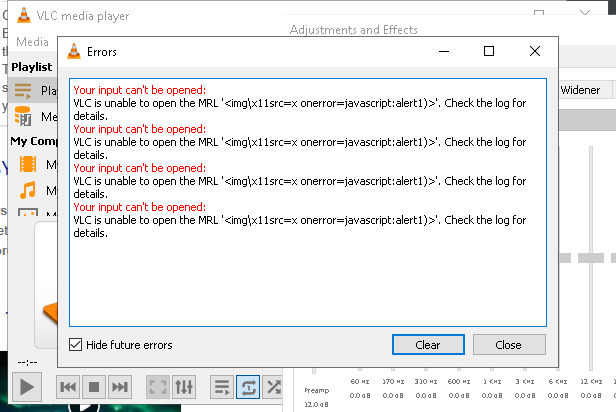 VLC media player
Adjustments and Effects
Media
Errors
Playlist
Play
Widener
Me
My Comp
My
My
Your input can't be opened:
VLC is unable to open the MRL '<img\x11src=x onerror=javascript:alert1)>'. Check the log for
details.
Your input can't be opened:
VLC is unable to open the MRL '<img\x11src=x onerror=javascript:alert1)>'. Check the log for
details.
Your input can't be opened:
VLC is unable to open the MRL '<img\x11src=x onerror=javascript:alert1)>'. Check the log for
details.
Your input can't be opened:
VLC is unable to open the MRL '<img\x11src=x onerror=javascript:alert1)>'. Check the log for
details.
Hide future errors
Clear
Close
--:--
60 Hz 170 Hz 310 Hz 600 Hz 1 KHz 3 KHz 6 KHz 12 KHz
Preamp
0.0 dB 0.0 dB 0.0 dB 0.0 dB 0.0 dB 0.0 dB 0.0 dB 0.0 dB
12.0 dB